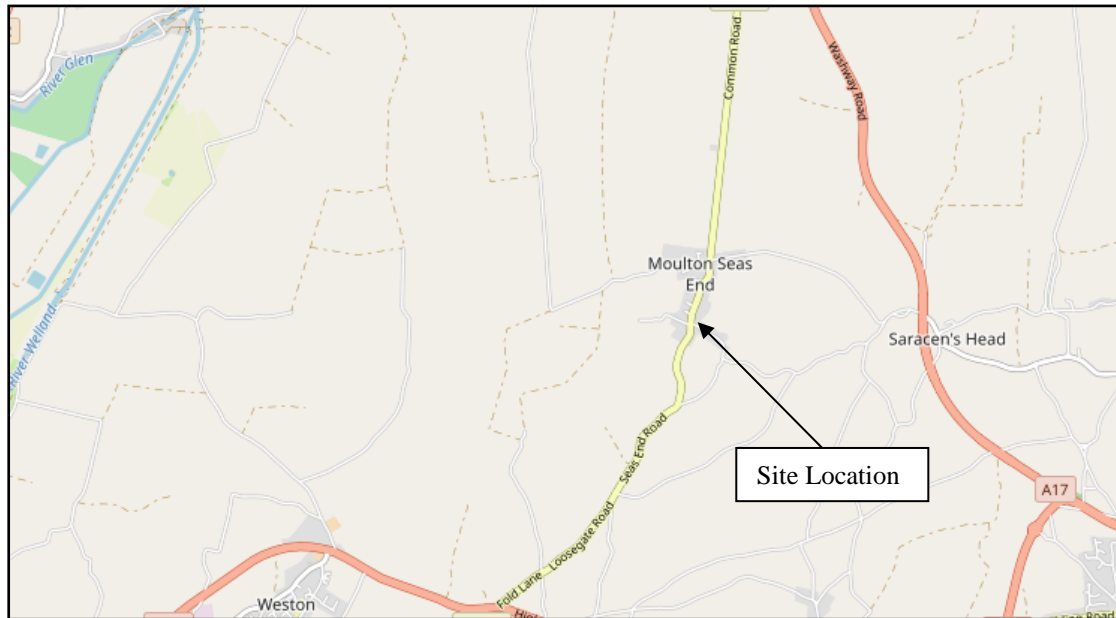 River Glen
Common Road
Washway Road
Moulton Seas
End
Saracen's Head
River Welland
Site Location
Seas End Road
A17
Loosegate Road
Fold Lane
Weston
Road